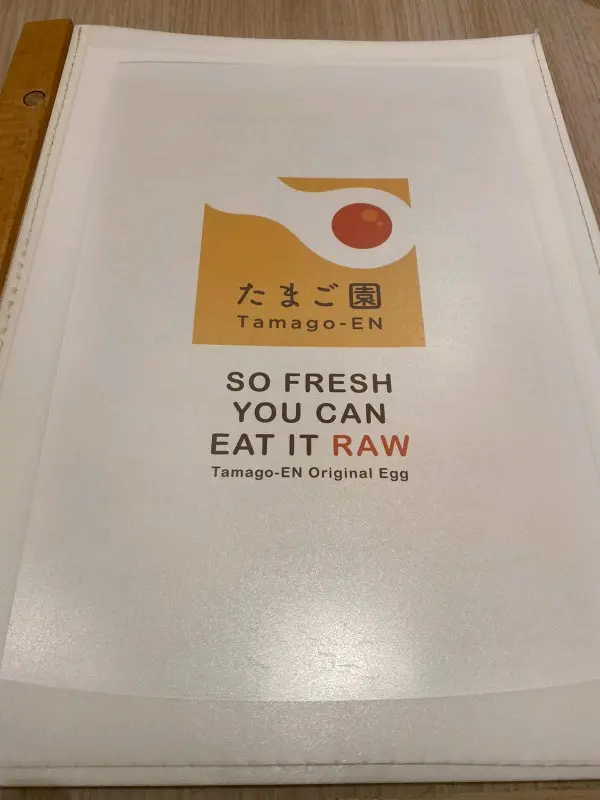 たまご園
Tamago-EN
SO FRESH
YOU CAN
EAT IT RAW
Tamago-EN Original Egg